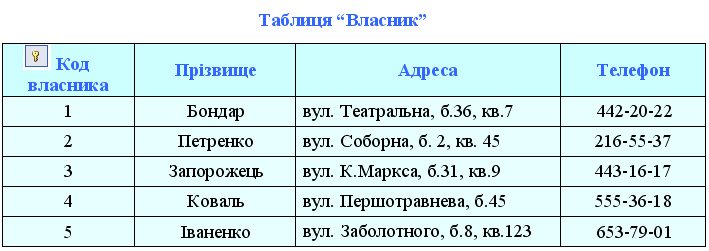 Таблиця “Власник”
Код власника Прізвище Адреса Телефон
1 Бондар вул. Театральна, б.36, кв.7 442-20-22
2 Петренко вул. Соборна, б. 2, кв. 45 216-55-37
3 Запорожець вул. К.Маркса, б.31, кв.9 443-16-17
4 Коваль вул. Першотравнева, б.45 555-36-18
5 Іваненко вул. Заболотного, б.8, кв.123 653-79-01